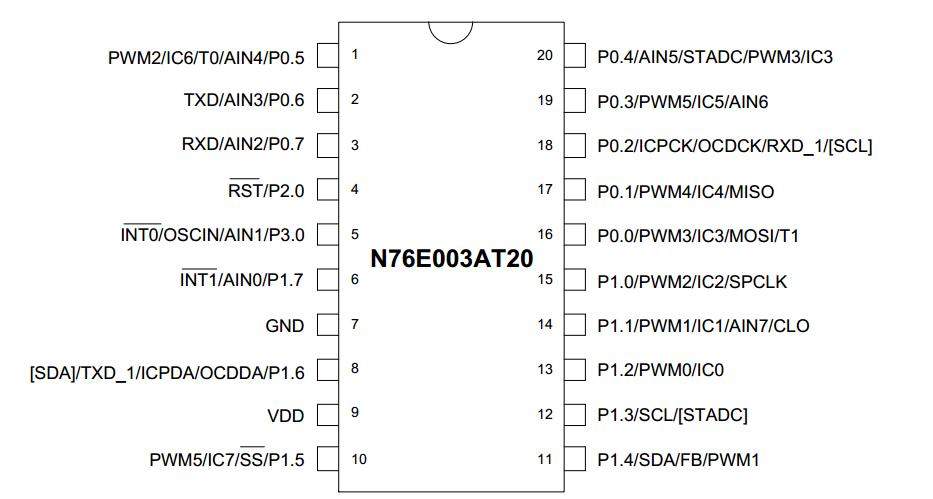 PWM2/IC6/T0/AIN4/P0.5 1 20 P0.4/AIN5/STADC/PWM3/IC3
TXD/AIN3/P0.6 2 19 P0.3/PWM5/IC5/AIN6
RXD/AIN2/P0.7 3 18 P0.2/ICPCK/OCDCK/RXD_1/[SCL]
RST/P2.0 4 17 P0.1/PWM4/IC4/MISO
INT0/OSCIN/AIN1/P3.0 5 16 P0.0/PWM3/IC3/MOSI/T1
N76E003AT20
INT1/AIN0/P1.7 6 15 P1.0/PWM2/IC2/SPCLK
GND 7 14 P1.1/PWM1/IC1/AIN7/CLO
[SDA]/TXD_1/ICPDA/OCDDA/P1.6 8 13 P1.2/PWM0/IC0
VDD 9 12 P1.3/SCL/[STADC]
PWM5/IC7/SS/P1.5 10 11 P1.4/SDA/FB/PWM1